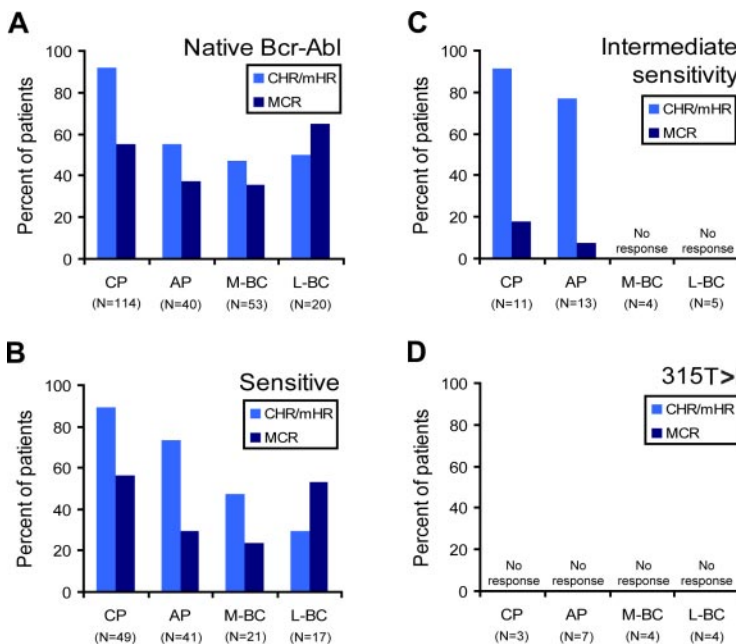 A
Native Bcr-Abl
CHR/mHR
MCR
Percent of patients
100
80
60
40
20
0
CP AP M-BC L-BC
(N=114) (N=40) (N=53) (N=20)
B
Sensitive
CHR/mHR
MCR
Percent of patients
100
80
60
40
20
0
CP AP M-BC L-BC
(N=49) (N=41) (N=21) (N=17)
C
Intermediate
sensitivity
CHR/mHR
MCR
Percent of patients
100
80
60
40
20
0
No No
response response
CP AP M-BC L-BC
(N=11) (N=13) (N=4) (N=5)
D
315T>
CHR/mHR
MCR
Percent of patients
100
80
60
40
20
0
No No No No
response response response response
CP AP M-BC L-BC
(N=3) (N=7) (N=4) (N=4)